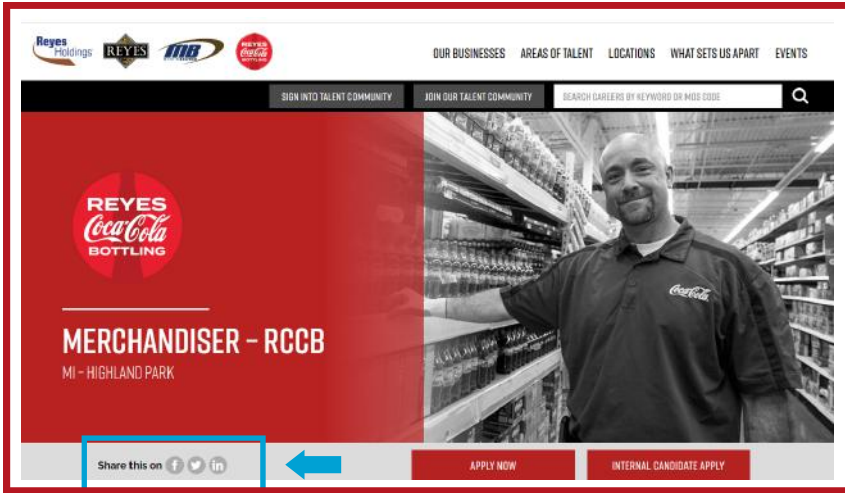 Reyes Holdings
REYES
MB
REYES Coca-Cola BOTTLING
OUR BUSINESSES AREAS OF TALENT LOCATIONS WHAT SETS US APART EVENTS
SIGN INTO TALENT COMMUNITY JOIN OUR TALENT COMMUNITY SEARCH CAREERS BY KEYWORD OR MOS CODE
REYES
Coca-Cola
BOTTLING
Coca-Cola
MERCHANDISER – RCCB
MI – HIGHLAND PARK
Share this on f in
APPLY NOW INTERNAL CANDIDATE APPLY